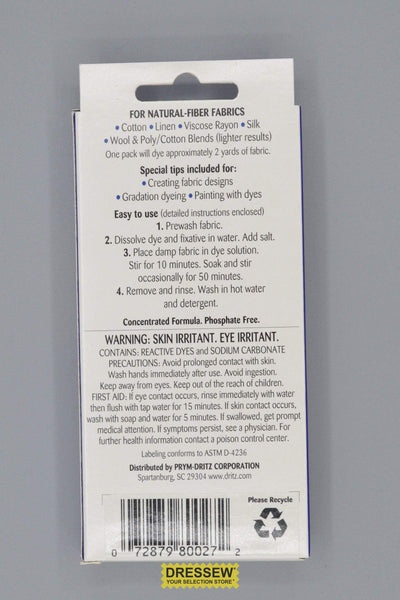 FOR NATURAL-FIBER FABRICS
• Cotton • Linen • Viscose Rayon • Silk
• Wool & Poly/Cotton Blends (lighter results)
One pack will dye approximately 2 yards of fabric.
Special tips included for:
• Creating fabric designs
• Gradation dyeing • Painting with dyes
Easy to use (detailed instructions enclosed)
1. Prewash fabric.
2. Dissolve dye and fixative in water. Add salt.
3. Place damp fabric in dye solution.
Stir for 10 minutes. Soak and stir
occasionally for 50 minutes.
4. Remove and rinse. Wash in hot water
and detergent.
Concentrated Formula. Phosphate Free.
WARNING: SKIN IRRITANT. EYE IRRITANT.
CONTAINS: REACTIVE DYES and SODIUM CARBONATE
PRECAUTIONS: Avoid prolonged contact with skin.
Wash hands immediately after use. Avoid ingestion.
Keep away from eyes. Keep out of the reach of children.
FIRST AID: If eye contact occurs, rinse immediately with water
then flush with tap water for 15 minutes. If skin contact occurs,
wash with soap and water for 5 minutes. If swallowed, get prompt
medical attention. If symptoms persist, see a physician. For
further health information contact a poison control center.
Labeling conforms to ASTM D-4236
Distributed by PRYM-DRITZ CORPORATION
Spartanburg, SC 29304 www.dritz.com
Please Recycle
0 72879 80027 2
DRESSEW
YOUR SELECTION STORE